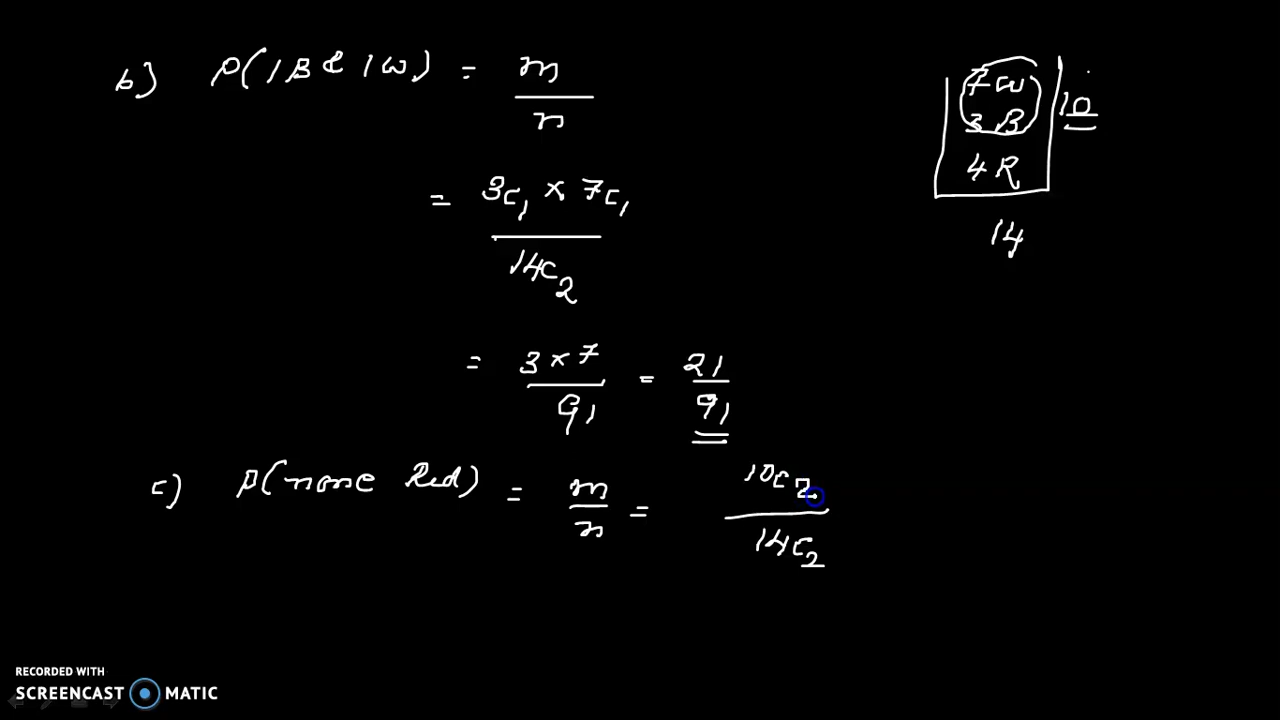 b) P(1B & 1W) = m/n
= 3C₁ × 7C₁ / 14C₂
= 3 × 7 / 91 = 21/91
c) P(none Red) = m/n = 10C₂ / 14C₂
7W
3B
10
4R
14
RECORDED WITH
SCREENCAST MATIC